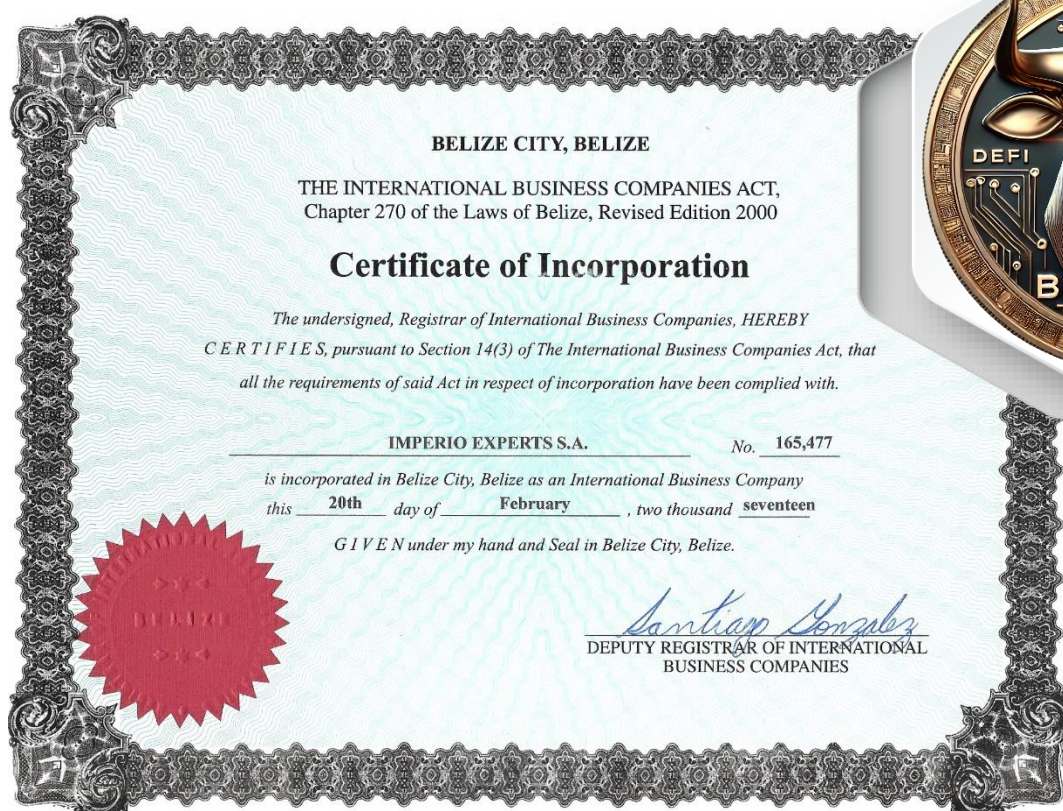 BELIZE CITY, BELIZE
THE INTERNATIONAL BUSINESS COMPANIES ACT,
Chapter 270 of the Laws of Belize, Revised Edition 2000
Certificate of Incorporation
The undersigned, Registrar of International Business Companies, HEREBY
C E R T I F I E S, pursuant to Section 14(3) of The International Business Companies Act, that
all the requirements of said Act in respect of incorporation have been complied with.
IMPERIO EXPERTS S.A. No. 165,477
is incorporated in Belize City, Belize as an International Business Company
this 20th day of February , two thousand seventeen
G I V E N under my hand and Seal in Belize City, Belize.
Santiago Gonzalez
DEPUTY REGISTRAR OF INTERNATIONAL
BUSINESS COMPANIES
BELIZE
DEFI